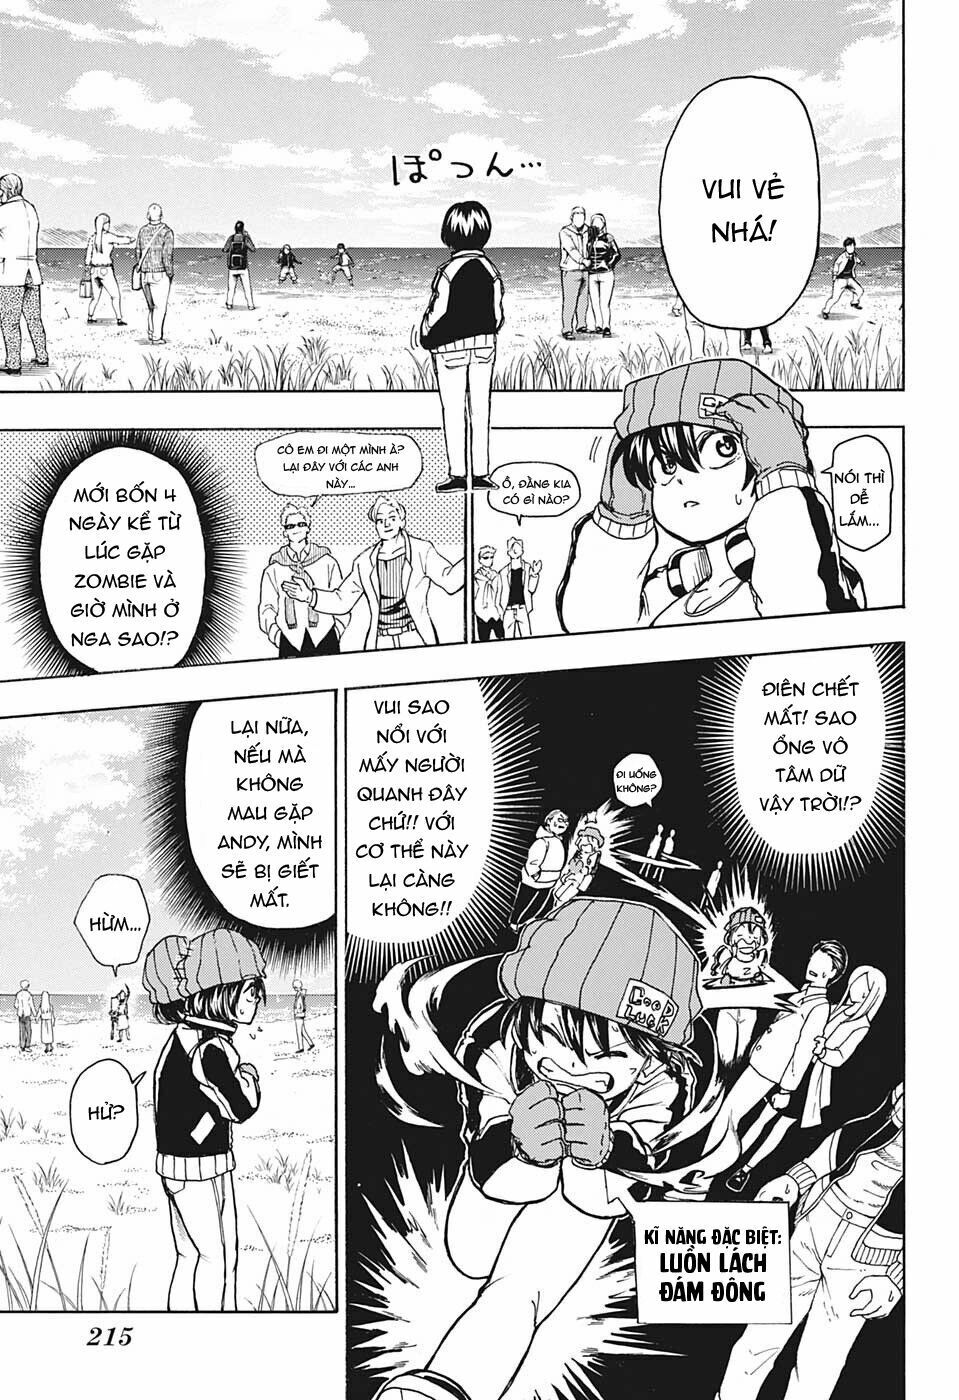 VUI VẺ
NHÁ!
ぽつん…
NÓI THÌ
DỄ
LẮM...
Ồ, ĐẰNG KIA
CÓ GÌ NÀO?
CÔ EM ĐI MỘT MÌNH À?
LẠI ĐÂY VỚI CÁC ANH
NÀY...
MỚI BỐN 4
NGÀY KỂ TỪ
LÚC GẶP
ZOMBIE VÀ
GIỜ MÌNH Ở
NGA SAO!?
ĐIÊN CHẾT
MẤT! SAO
ỔNG VÔ
TÂM DỮ
VẬY TRỜI!?
ĐI UỐNG
KHÔNG?
VUI SAO
NỔI VỚI
MẤY NGƯỜI
QUANH ĐÂY
CHỨ!! VỚI
CƠ THỂ NÀY
LẠI CÀNG
KHÔNG!!
GOOD
LUCK
KĨ NĂNG ĐẶC BIỆT:
LUỒN LÁCH
ĐÁM ĐÔNG
LẠI NỮA,
NẾU MÀ
KHÔNG
MAU GẶP
ANDY, MÌNH
SẼ BỊ GIẾT
MẤT.
HỪM...
HỬ?
215